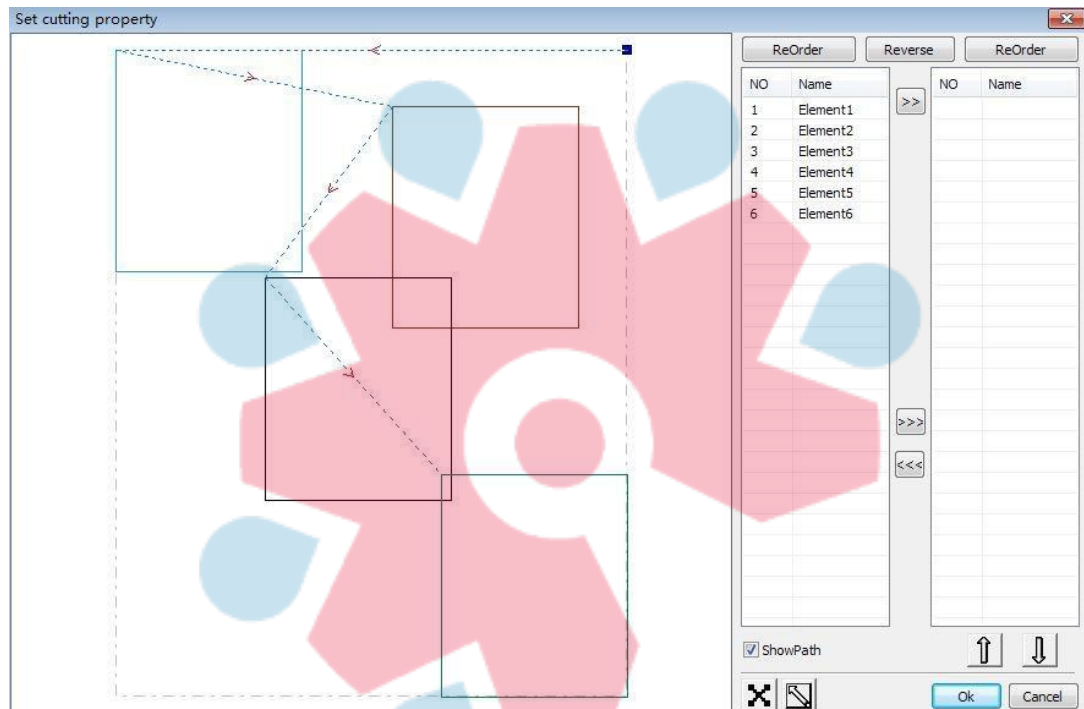 Set cutting property
ReOrder Reverse ReOrder
NO Name NO Name
>>
1 Element1
2 Element2
3 Element3
4 Element4
5 Element5
6 Element6
>>>
<<<
ShowPath
Ok Cancel